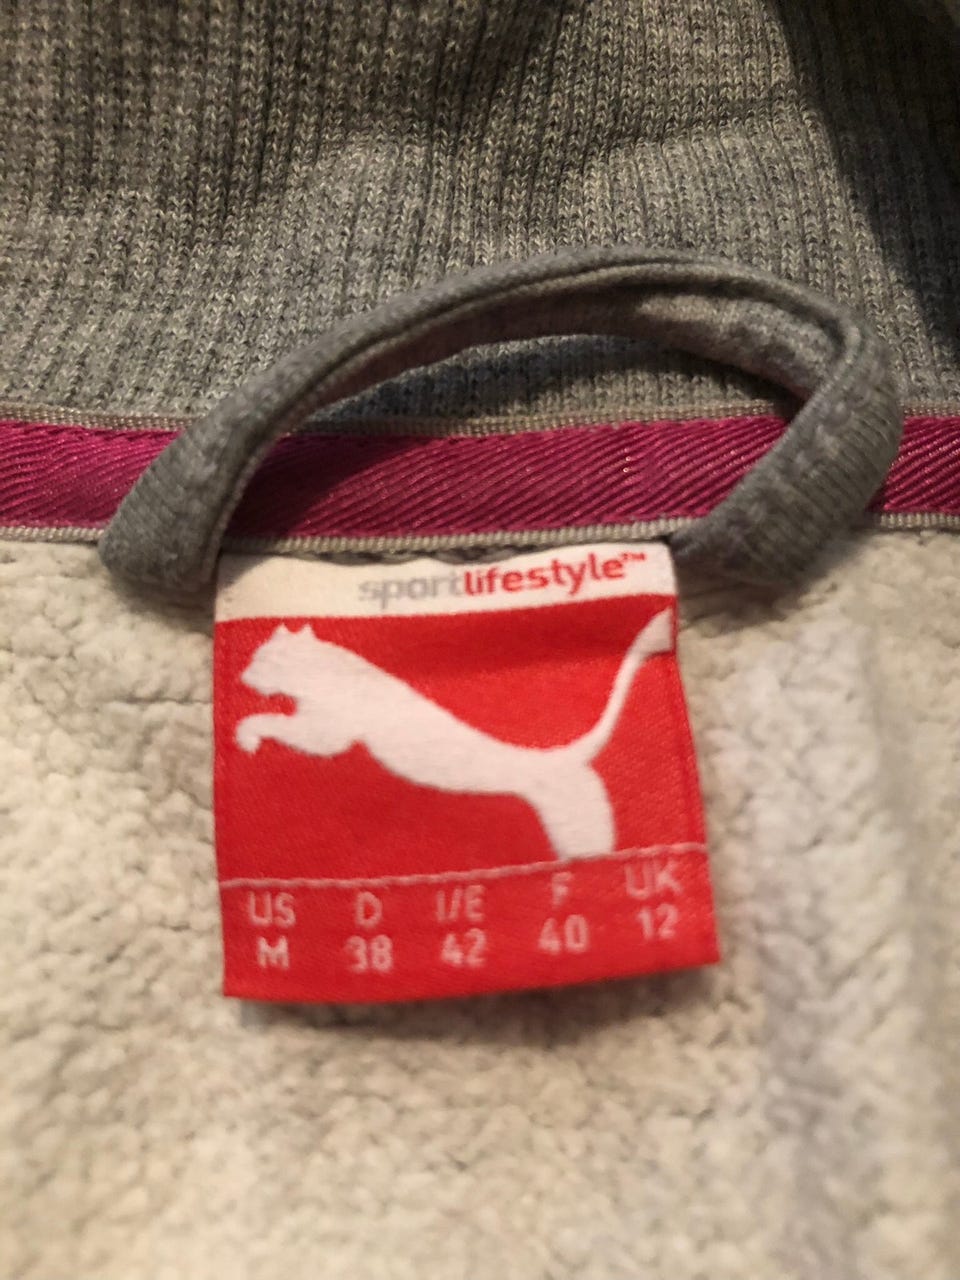 sportlifestyle™
US D I/E F UK
M 38 42 40 12